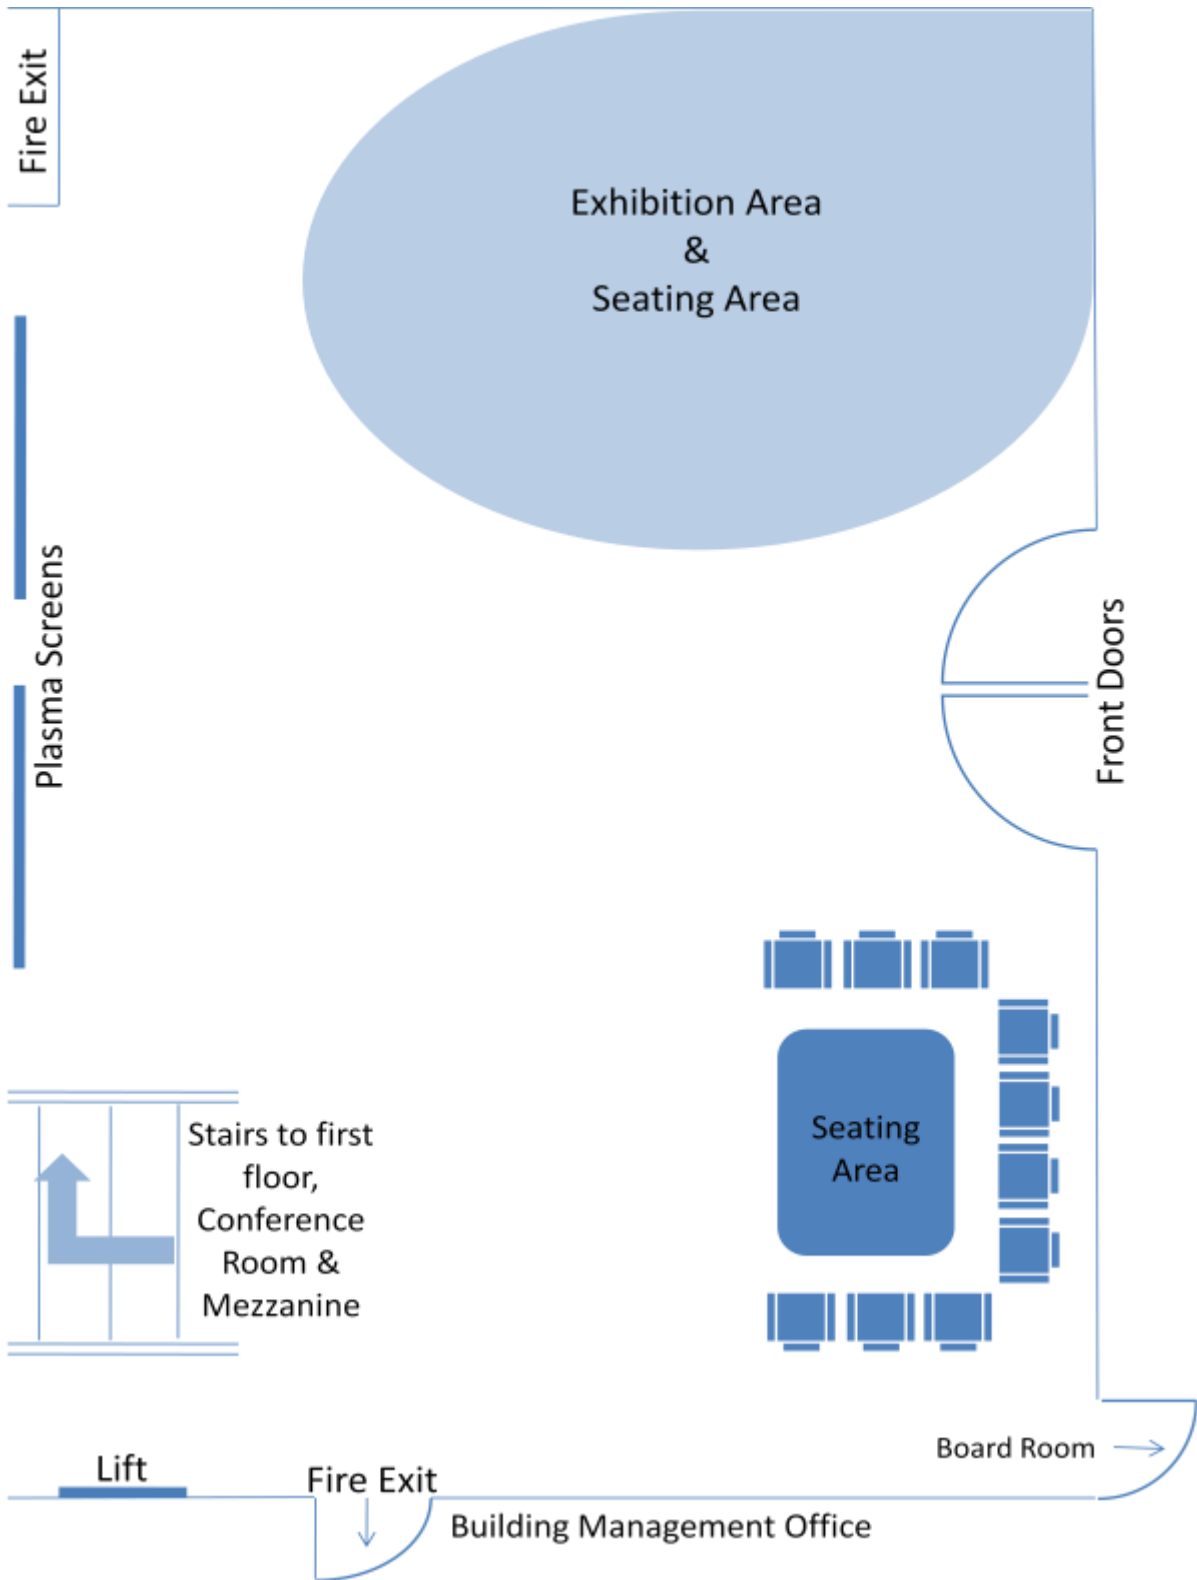 Fire Exit
Exhibition Area
&
Seating Area
Plasma Screens
Front Doors
Stairs to first
floor,
Conference
Room &
Mezzanine
Seating
Area
Board Room
Lift
Fire Exit
Building Management Office